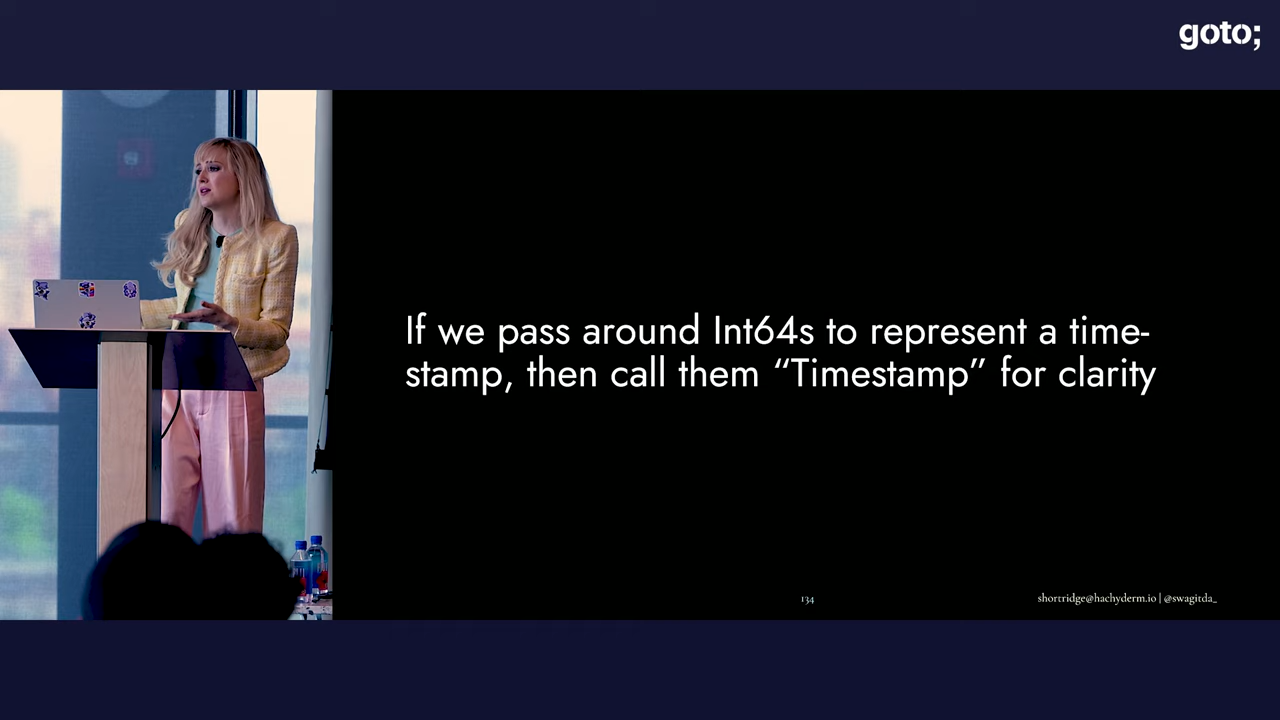 goto;
If we pass around Int64s to represent a time-
stamp, then call them “Timestamp” for clarity
134
shortridge@hachyderm.io | @swagitda_